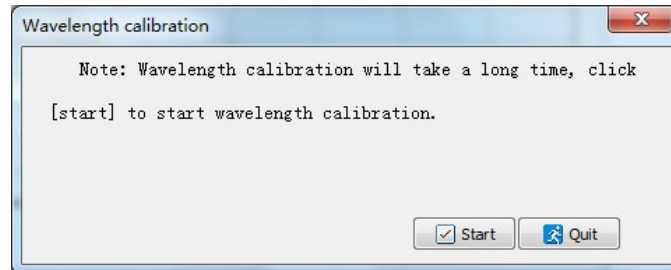 Wavelength calibration
Note: Wavelength calibration will take a long time, click
[start] to start wavelength calibration.
Start Quit